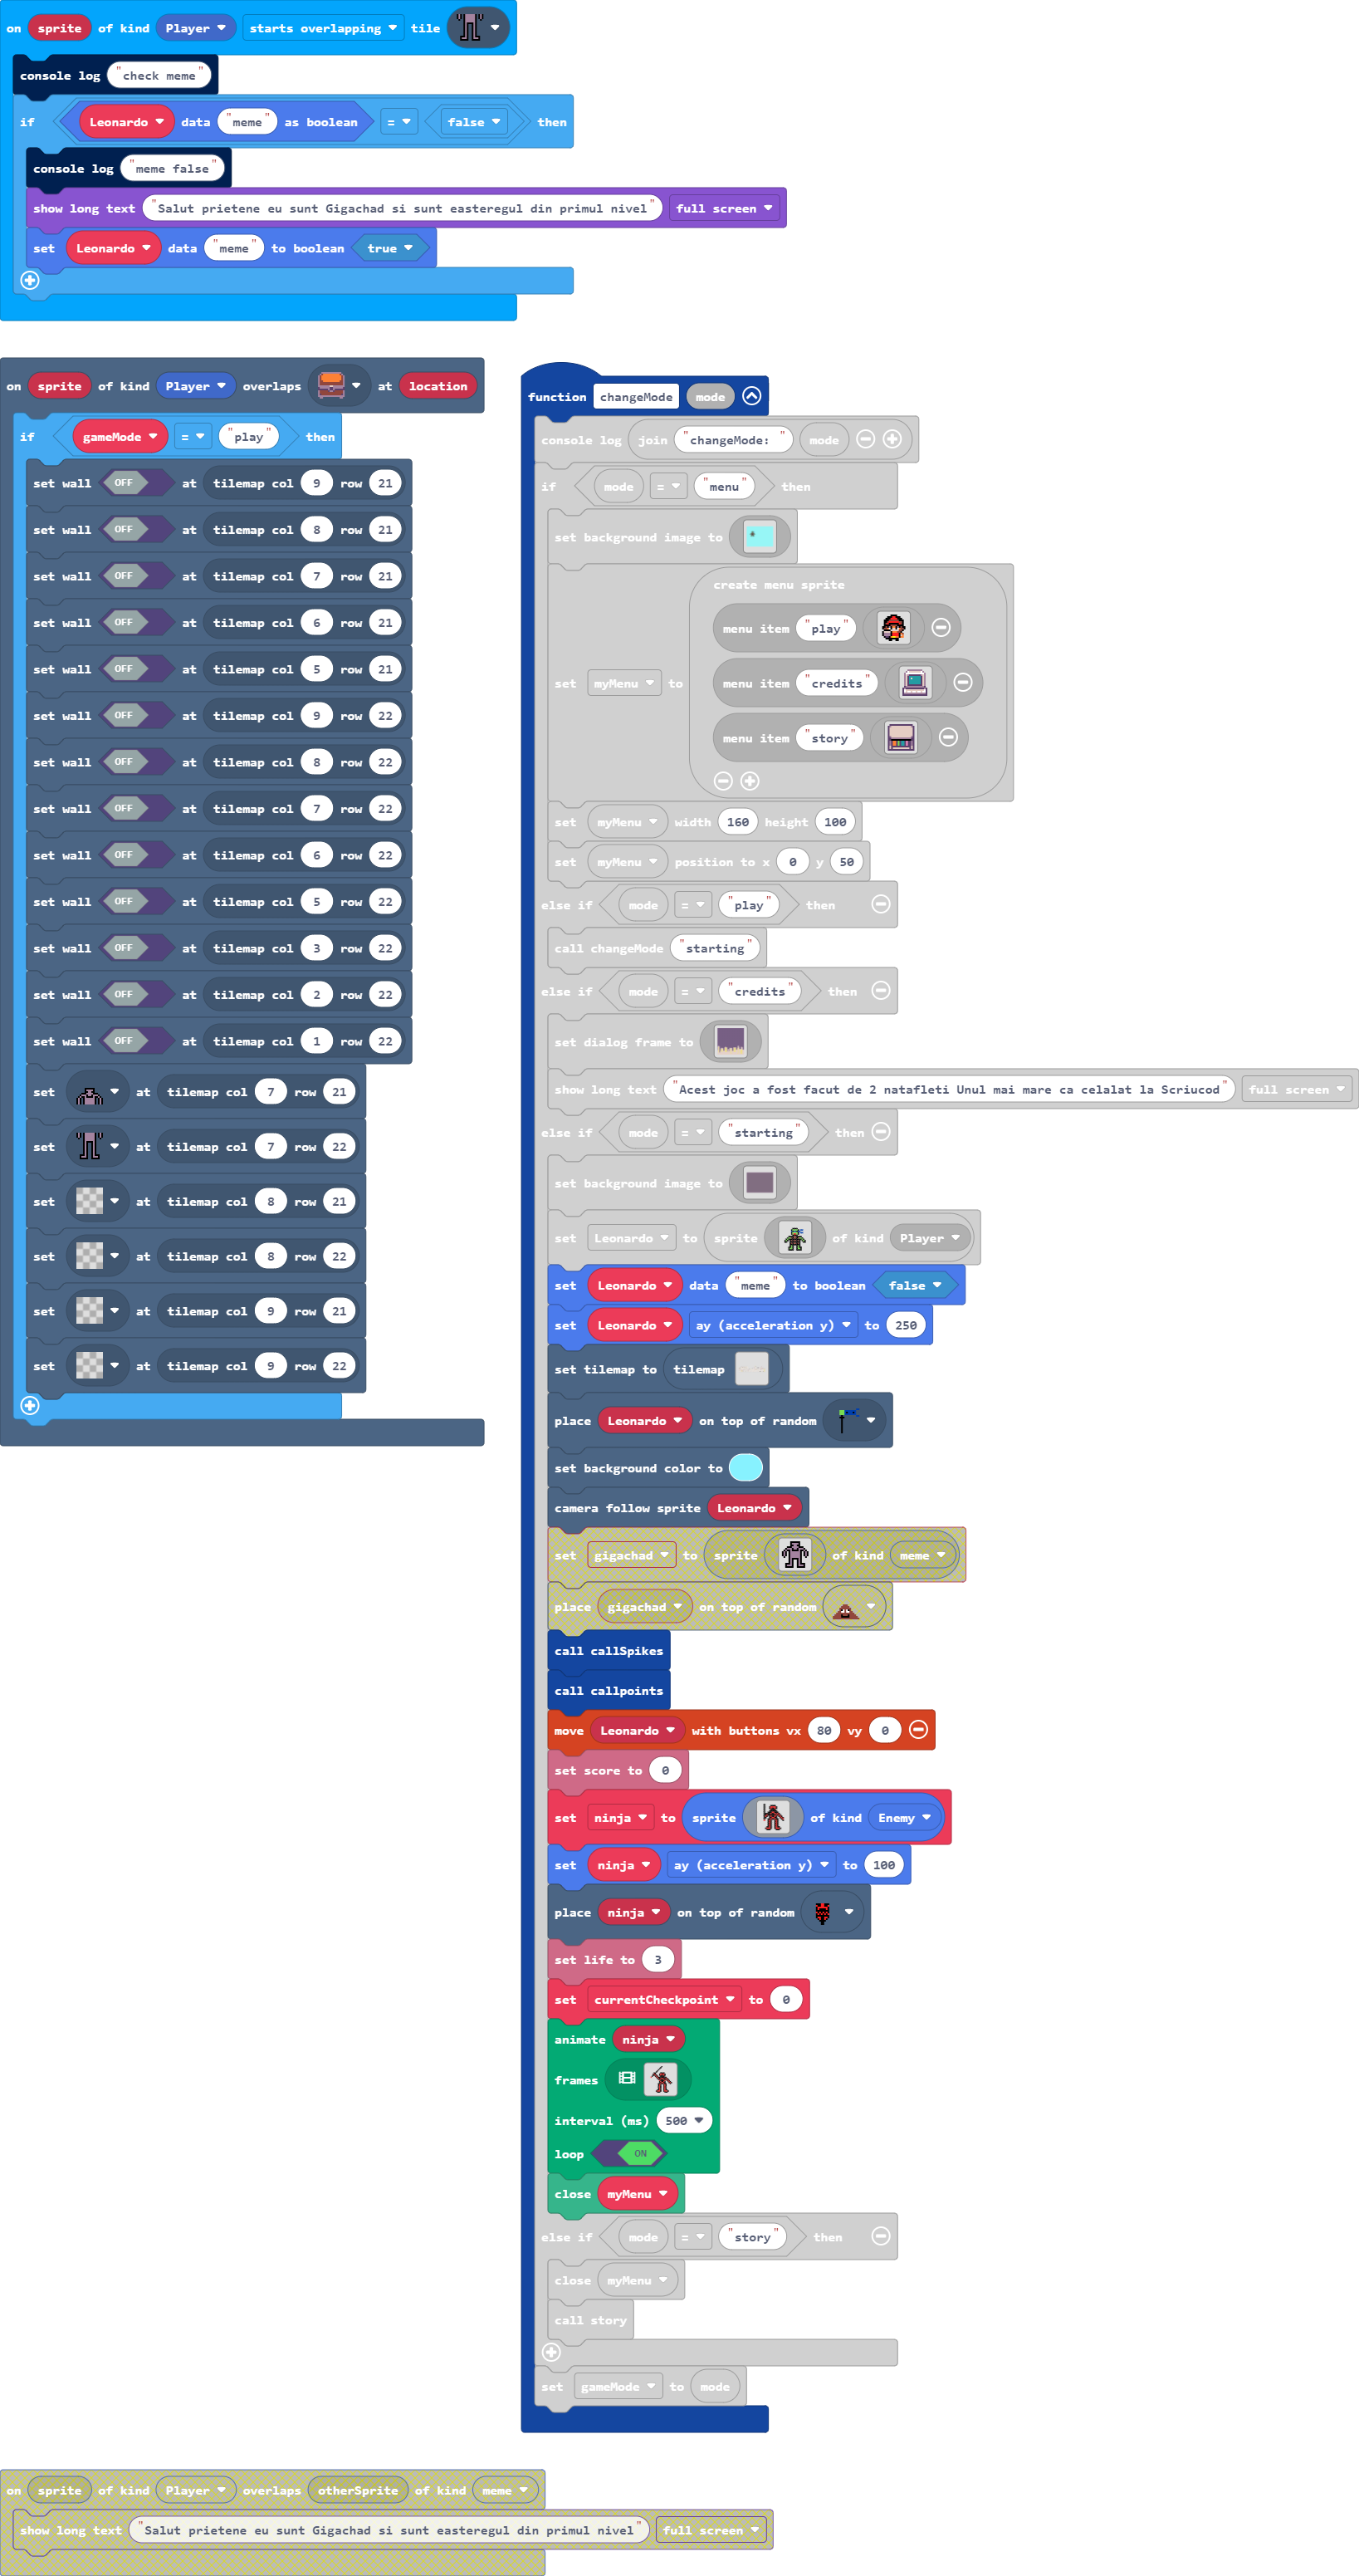 on sprite of kind Player starts overlapping tile
console log "check meme"
if Leonardo data "meme" as boolean = false then
console log "meme false"
show long text "Salut prietene eu sunt Gigachad si sunt easteregul din primul nivel" full screen
set Leonardo data "meme" to boolean true
on sprite of kind Player overlaps at location
if gameMode = "play" then
set wall OFF at tilemap col 9 row 21
set wall OFF at tilemap col 8 row 21
set wall OFF at tilemap col 7 row 21
set wall OFF at tilemap col 6 row 21
set wall OFF at tilemap col 5 row 21
set wall OFF at tilemap col 9 row 22
set wall OFF at tilemap col 8 row 22
set wall OFF at tilemap col 7 row 22
set wall OFF at tilemap col 6 row 22
set wall OFF at tilemap col 5 row 22
set wall OFF at tilemap col 3 row 22
set wall OFF at tilemap col 2 row 22
set wall OFF at tilemap col 1 row 22
set at tilemap col 7 row 21
set at tilemap col 7 row 22
set at tilemap col 8 row 21
set at tilemap col 8 row 22
set at tilemap col 9 row 21
set at tilemap col 9 row 22
function changeMode mode
console log join "changeMode: " mode
if mode = "menu" then
set background image to
create menu sprite
menu item "play"
menu item "credits"
set myMenu to
menu item "story"
set myMenu width 160 height 100
set myMenu position to x 0 y 50
else if mode = "play" then
call changeMode "starting"
else if mode = "credits" then
set dialog frame to
show long text "Acest joc a fost facut de 2 natafleti Unul mai mare ca celalat la Scriucod" full screen
else if mode = "starting" then
set background image to
set Leonardo to sprite of kind Player
set Leonardo data "meme" to boolean false
set Leonardo ay (acceleration y) to 250
set tilemap to tilemap
place Leonardo on top of random
set background color to
camera follow sprite Leonardo
set gigachad to sprite of kind meme
place gigachad on top of random
call callSpikes
call callpoints
move Leonardo with buttons vx 80 vy 0
set score to 0
set ninja to sprite of kind Enemy
set ninja ay (acceleration y) to 100
place ninja on top of random
set life to 3
set currentCheckpoint to 0
animate ninja
frames
interval (ms) 500
loop ON
close myMenu
else if mode = "story" then
close myMenu
call story
set gameMode to mode
on sprite of kind Player overlaps otherSprite of kind meme
show long text "Salut prietene eu sunt Gigachad si sunt easteregul din primul nivel" full screen